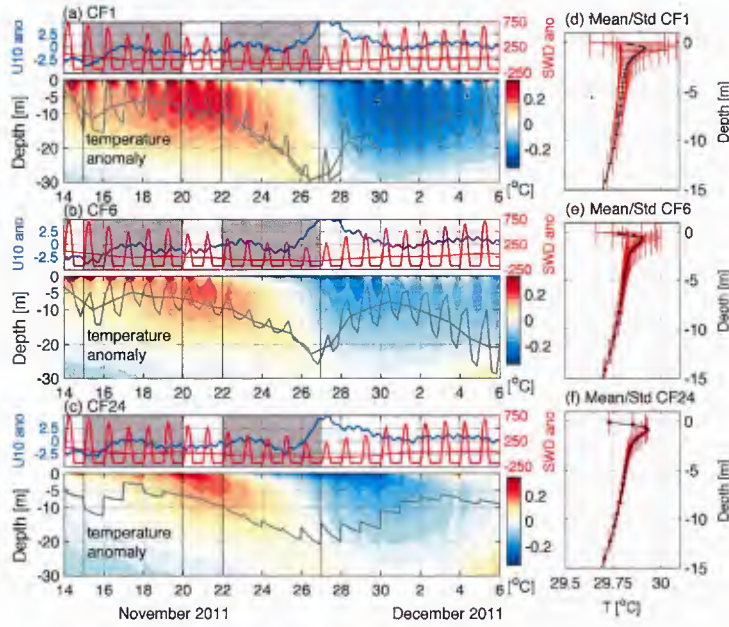 (a) CF1
U10 ano
2.5
0
-2.5
750
250
-250
SWD ano
Depth [m]
0
-5
-10
-20
-30
temperature
anomaly
0.2
0
-0.2
[°C]
14 16 18 20 22 24 26 28 30 2 4 6
(b) CF6
U10 ano
2.5
0
-2.5
750
250
-250
SWD ano
Depth [m]
0
-5
-10
-20
-30
temperature
anomaly
0.2
0
-0.2
[°C]
14 16 18 20 22 24 26 28 30 2 4 6
(c) CF24
U10 ano
2.5
0
-2.5
750
250
-250
SWD ano
Depth [m]
0
-5
-10
-20
-30
temperature
anomaly
0.2
0
-0.2
[°C]
14 16 18 20 22 24 26 28 30 2 4 6
November 2011 December 2011
(d) Mean/Std CF1
0
-5
-10
-15
Depth [m]
(e) Mean/Std CF6
0
-5
-10
-15
Depth [m]
(f) Mean/Std CF24
0
-5
-10
-15
Depth [m]
29.5 29.75 30
T [°C]